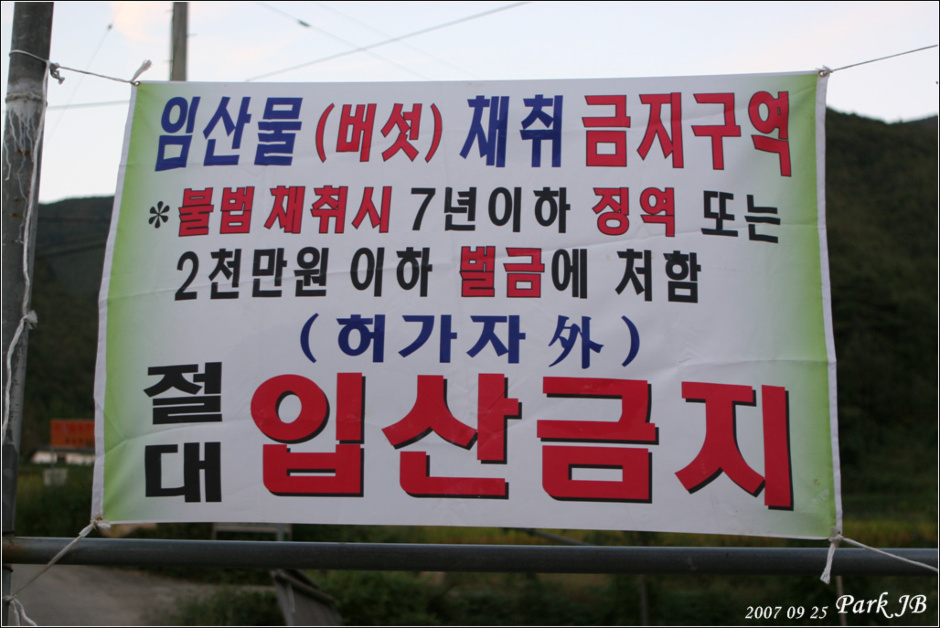 임산물 (버섯) 채취 금지구역
* 불법 채취시 7년이하 징역 또는
2천만원 이하 벌금에 처함
(허가자 外)
절대 입산금지
2007 09 25 Park JB